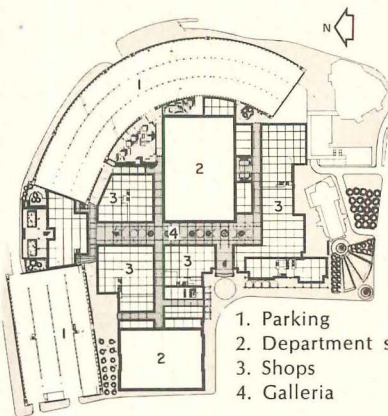 N
1
2
3
3
4
3
3
1
2
1. Parking
2. Department s
3. Shops
4. Galleria